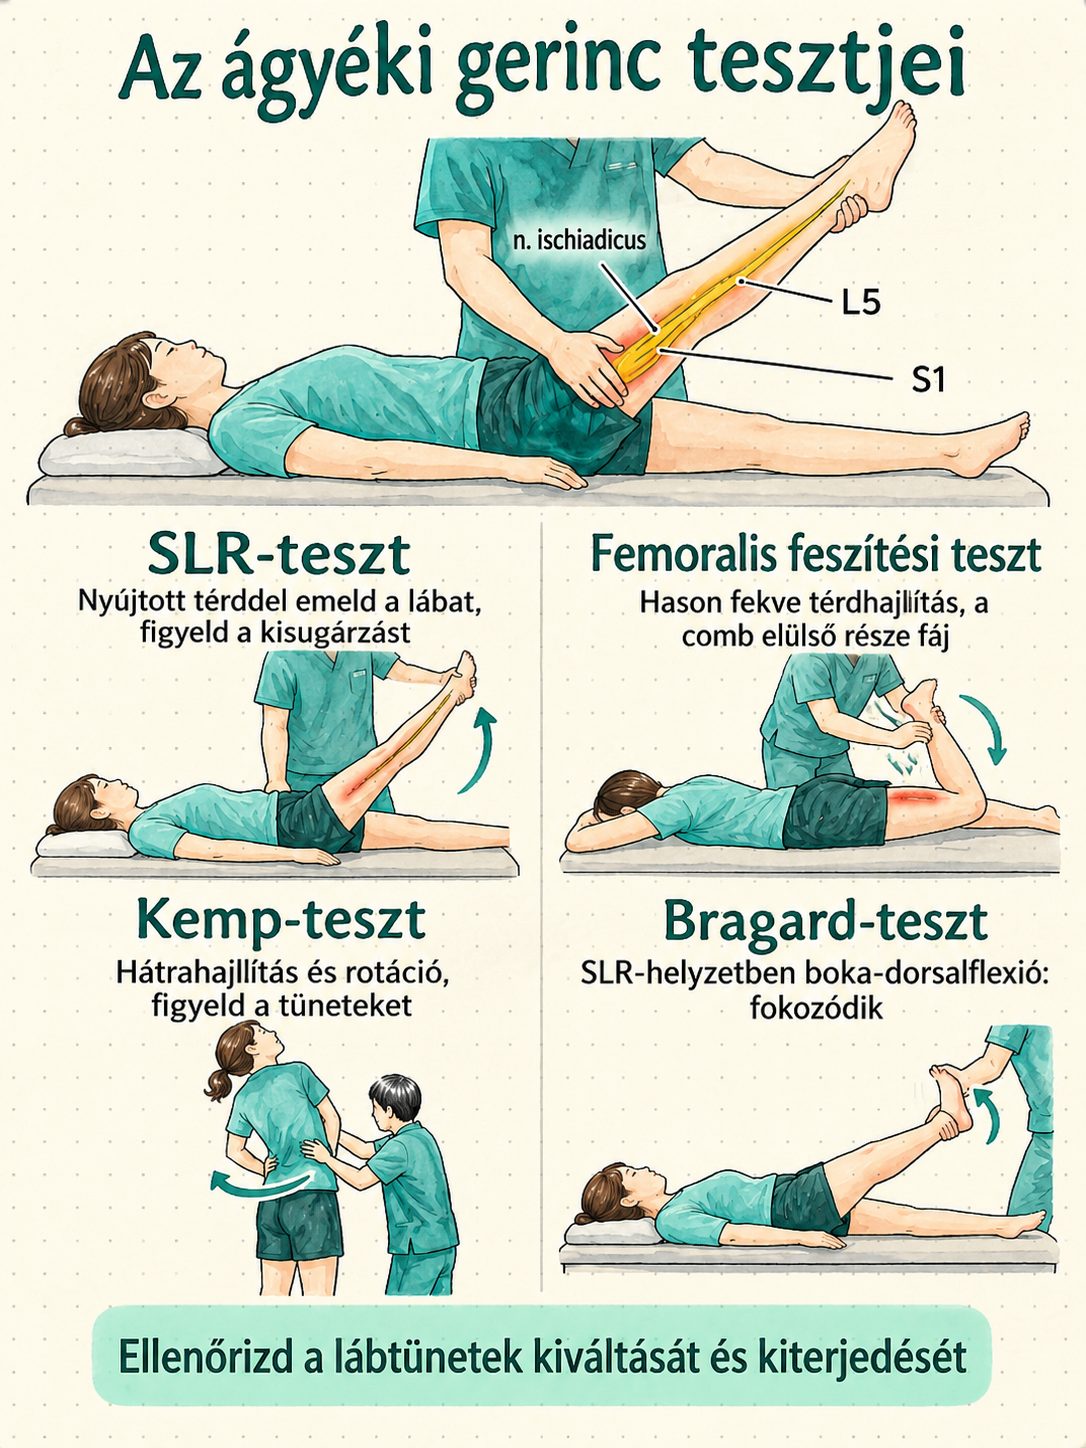 Az ágyéki gerinc tesztjei
n. ischiadicus
L5
S1
SLR-teszt
Nyújtott térddel emeld a lábat,
figyeld a kisugárzást
Femoralis feszítési teszt
Hason fekve térdhajllítás, a
comb elülső része fáj
Kemp-teszt
Hátrahajllítás és rotáció,
figyeld a tüneteket
Bragard-teszt
SLR-helyzetben boka-dorsalflexió:
fokozódik
Ellenőrizd a lábtünetek kiváltását és kiterjedését